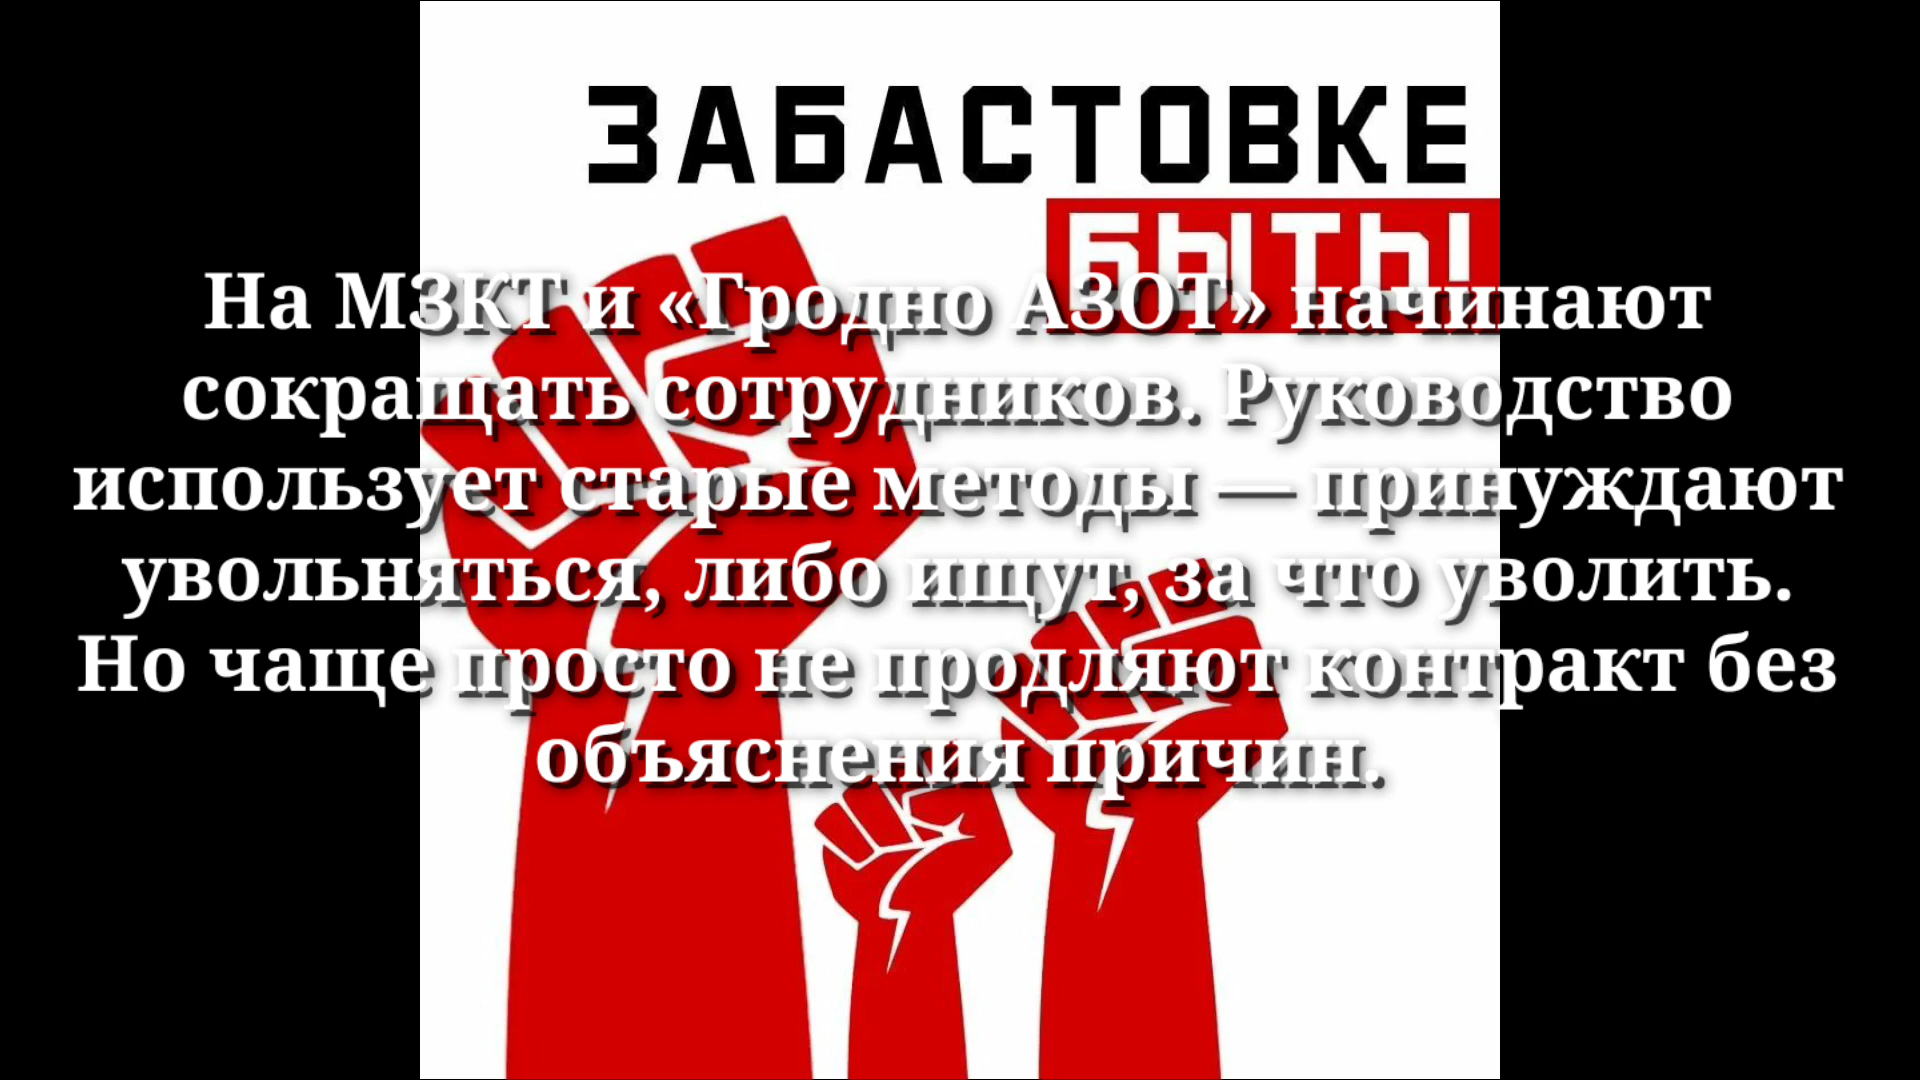 ЗАБАСТОВКЕ
БЫТЬ!
На МЗКТ и «Гродно АЗОТ» начинают
сокращать сотрудников. Руководство
использует старые методы — принуждают
увольняться, либо ищут, за что уволить.
Но чаще просто не продляют контракт без
объяснения причин.